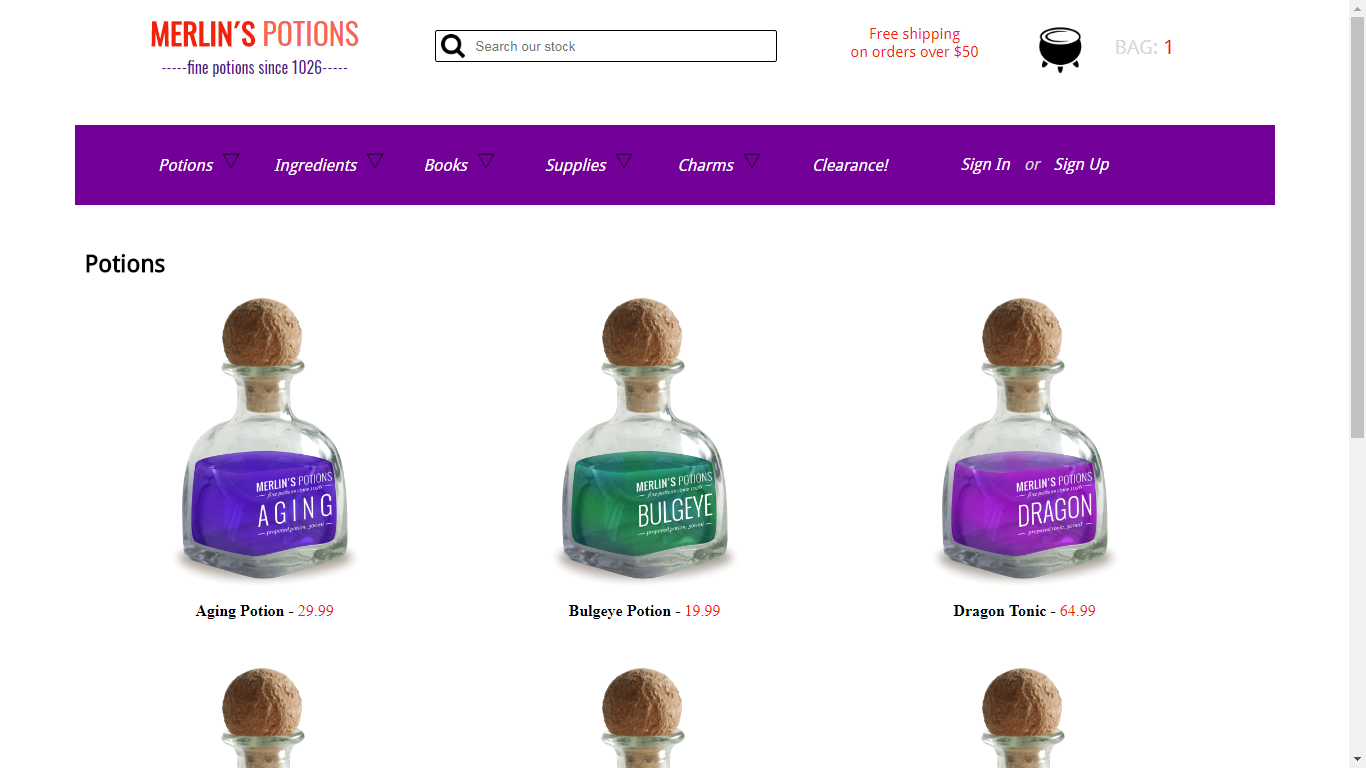 MERLIN'S POTIONS
-----fine potions since 1026-----
Search our stock
Free shipping
on orders over $50
BAG: 1
Potions
Ingredients
Books
Supplies
Charms
Clearance!
Sign In or Sign Up
Potions
MERLIN'S POTIONS
fine potions since 1026
AGING
prepared potion, 500ml
MERLIN'S POTIONS
fine potions since 1026
BULGEYE
prepared potion, 500ml
MERLIN'S POTIONS
fine potions since 1026
DRAGON
prepared tonic, 500ml
Aging Potion - 29.99
Bulgeye Potion - 19.99
Dragon Tonic - 64.99